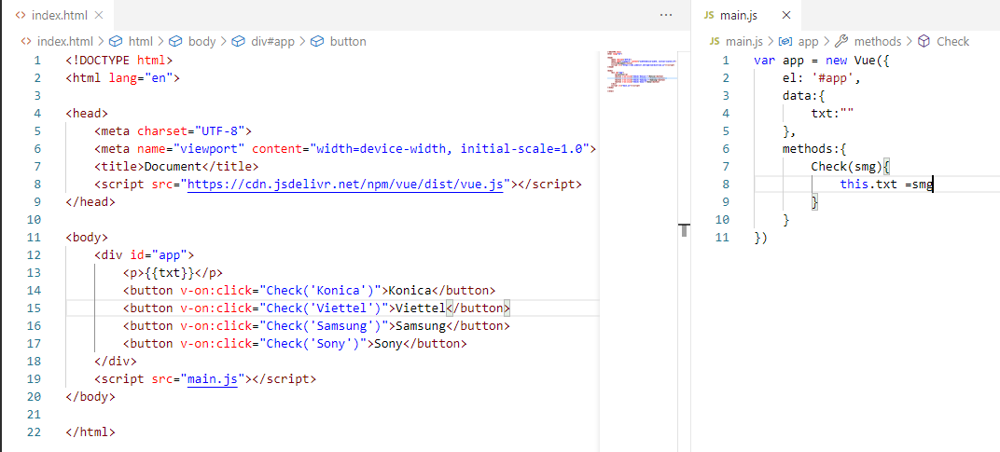 index.html
index.html > html > body > div#app > button
1 <!DOCTYPE html>
2 <html lang="en">
3
4 <head>
5     <meta charset="UTF-8">
6     <meta name="viewport" content="width=device-width, initial-scale=1.0">
7     <title>Document</title>
8     <script src="https://cdn.jsdelivr.net/npm/vue/dist/vue.js"></script>
9 </head>
10
11 <body>
12     <div id="app">
13         <p>{{txt}}</p>
14         <button v-on:click="Check('Konica')">Konica</button>
15         <button v-on:click="Check('Viettel')">Viettel</button>
16         <button v-on:click="Check('Samsung')">Samsung</button>
17         <button v-on:click="Check('Sony')">Sony</button>
18     </div>
19     <script src="main.js"></script>
20 </body>
21
22 </html>
JS main.js
JS main.js > app > methods > Check
1 var app = new Vue({
2     el: '#app',
3     data:{
4         txt:""
5     },
6     methods:{
7         Check(smg){
8             this.txt =smg
9         }
10     }
11 })